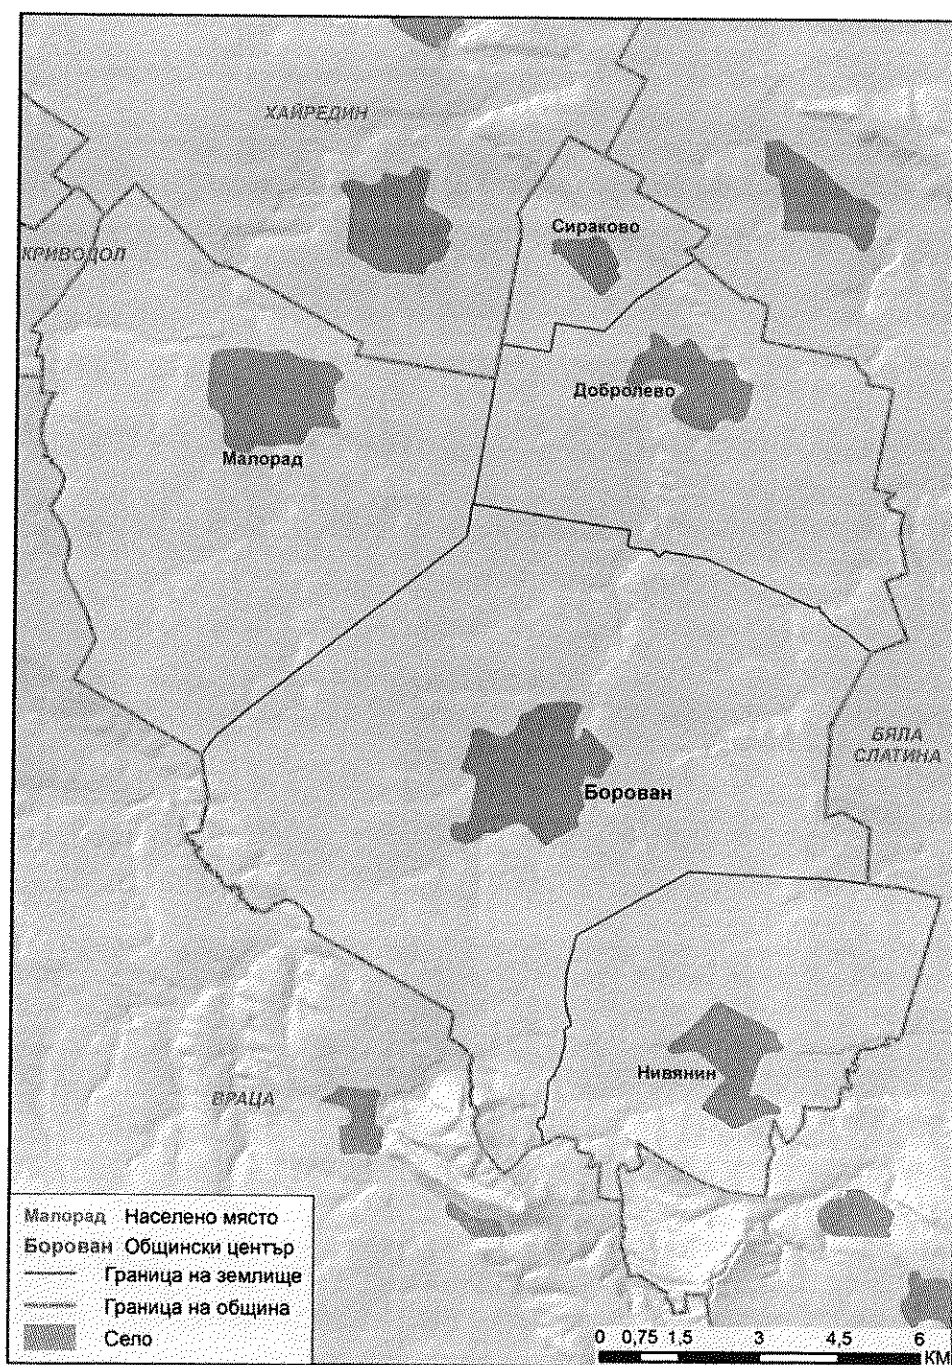 ХАЙРЕДИН
Сираково
КРИВОДОЛ
Добролево
Малорад
БЯЛА
СЛАТИНА
Борован
Нивянин
ВРАЦА
Малорад Населено място
Борован Общински център
Граница на землище
Граница на община
Село
0 0,75 1,5 3 4,5 6
КМ